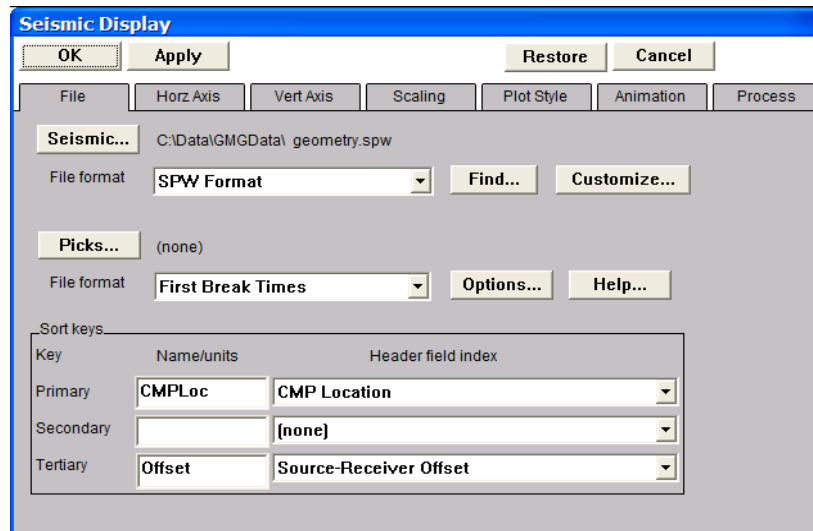 Seismic Display
OK Apply Restore Cancel
File Horz Axis Vert Axis Scaling Plot Style Animation Process
Seismic... C:\Data\GMGData\ geometry.spw
File format SPW Format Find... Customize...
Picks... (none)
File format First Break Times Options... Help...
Sort keys
Key Name/units Header field index
Primary CMPLoc CMP Location
Secondary (none)
Tertiary Offset Source-Receiver Offset